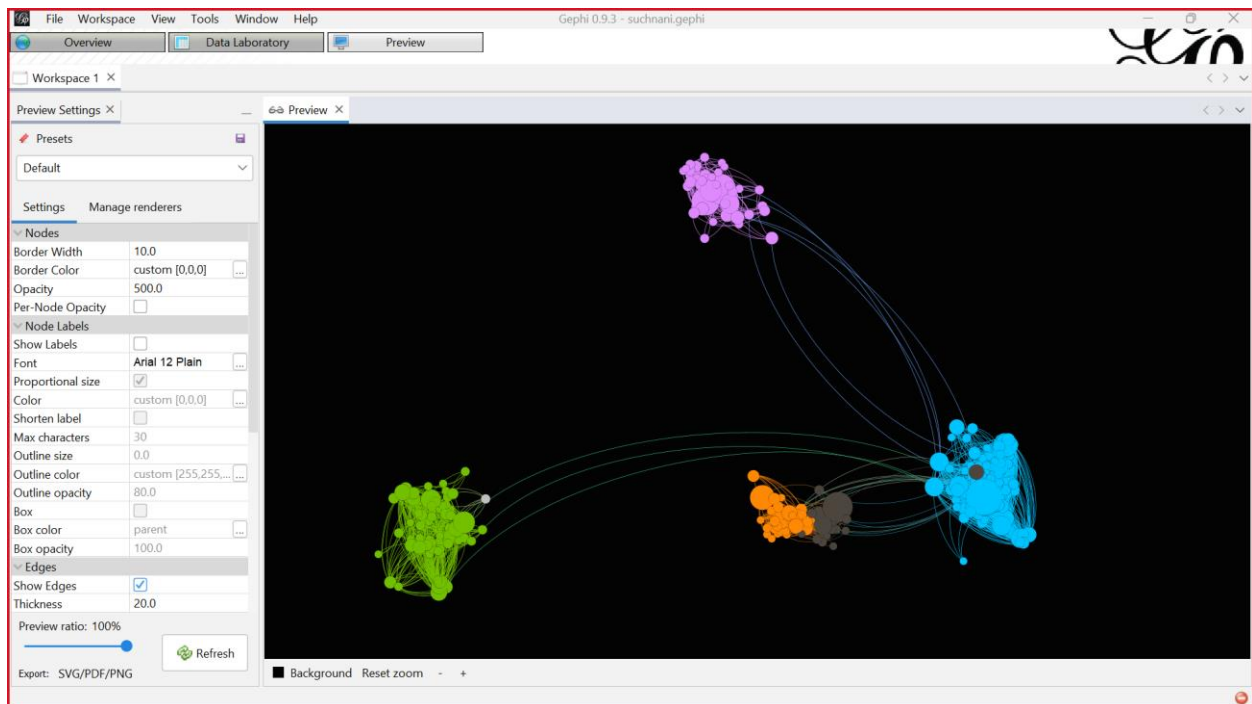 File Workspace View Tools Window Help Gephi 0.9.3 - suchnani.gephi
Overview Data Laboratory Preview
Workspace 1
Preview Settings Preview
Presets
Default
Settings Manage renderers
Nodes
Border Width 10.0
Border Color custom [0,0,0] ...
Opacity 500.0
Per-Node Opacity
Node Labels
Show Labels
Font Arial 12 Plain ...
Proportional size
Color custom [0,0,0] ...
Shorten label
Max characters 30
Outline size 0.0
Outline color custom [255,255,... ...
Outline opacity 80.0
Box
Box color parent ...
Box opacity 100.0
Edges
Show Edges
Thickness 20.0
Preview ratio: 100%
Refresh
Export: SVG/PDF/PNG
Background Reset zoom - +